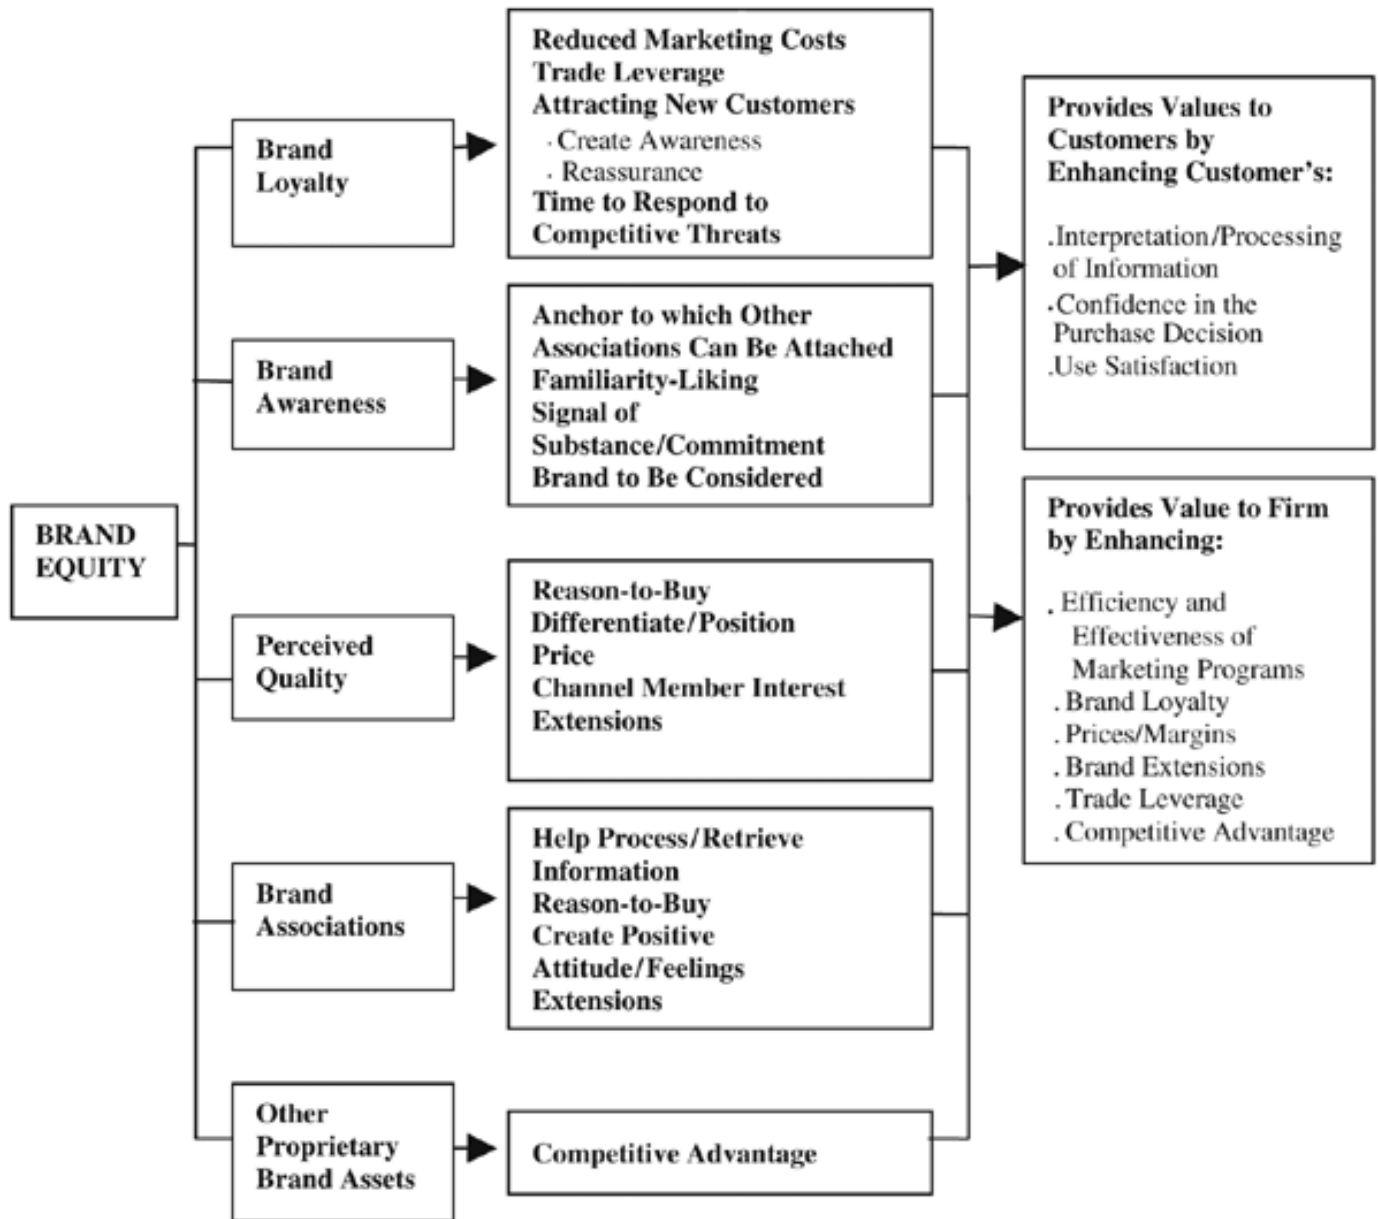 BRAND
EQUITY
Brand
Loyalty
Reduced Marketing Costs
Trade Leverage
Attracting New Customers
· Create Awareness
· Reassurance
Time to Respond to
Competitive Threats
Brand
Awareness
Anchor to which Other
Associations Can Be Attached
Familiarity-Liking
Signal of
Substance/Commitment
Brand to Be Considered
Perceived
Quality
Reason-to-Buy
Differentiate/Position
Price
Channel Member Interest
Extensions
Brand
Associations
Help Process/Retrieve
Information
Reason-to-Buy
Create Positive
Attitude/Feelings
Extensions
Other
Proprietary
Brand Assets
Competitive Advantage
Provides Values to
Customers by
Enhancing Customer's:
.Interpretation/Processing
of Information
·Confidence in the
Purchase Decision
.Use Satisfaction
Provides Value to Firm
by Enhancing:
. Efficiency and
Effectiveness of
Marketing Programs
. Brand Loyalty
. Prices/Margins
. Brand Extensions
. Trade Leverage
. Competitive Advantage